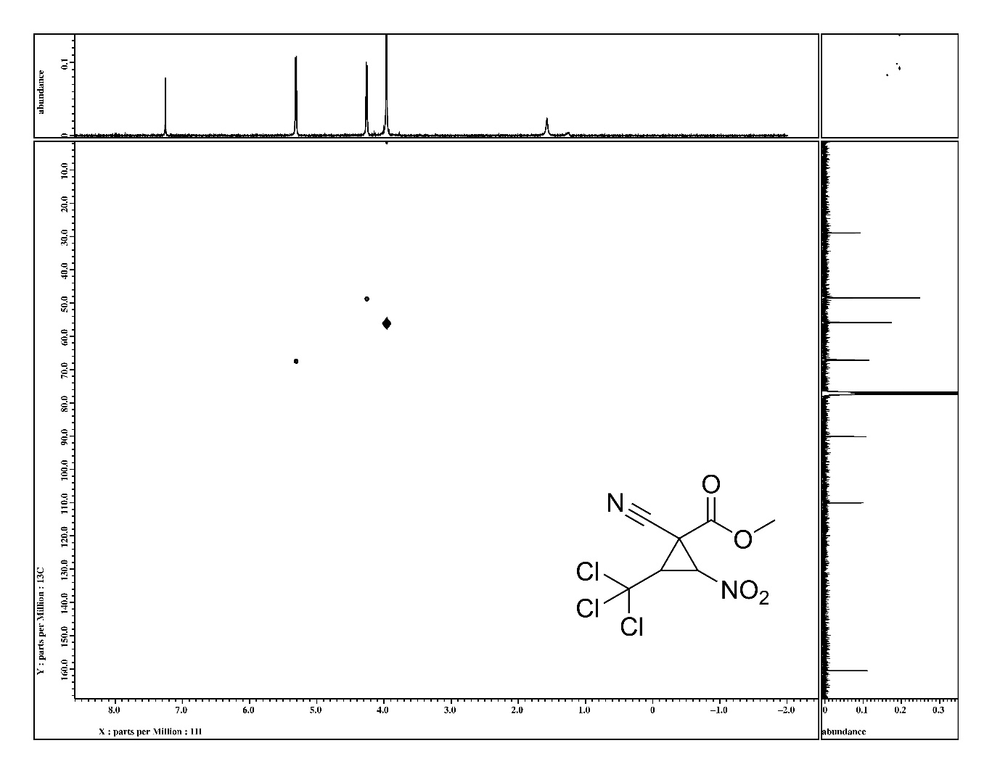 abundance
0.1
0
10.0
20.0
30.0
40.0
50.0
60.0
70.0
80.0
90.0
100.0
110.0
120.0
130.0
140.0
150.0
160.0
Y : parts per Million : 13C
N
O
O
Cl
Cl
Cl
NO2
8.0 7.0 6.0 5.0 4.0 3.0 2.0 1.0 0 −1.0 −2.0
X : parts per Million : 1H
0 0.1 0.2 0.3
abundance